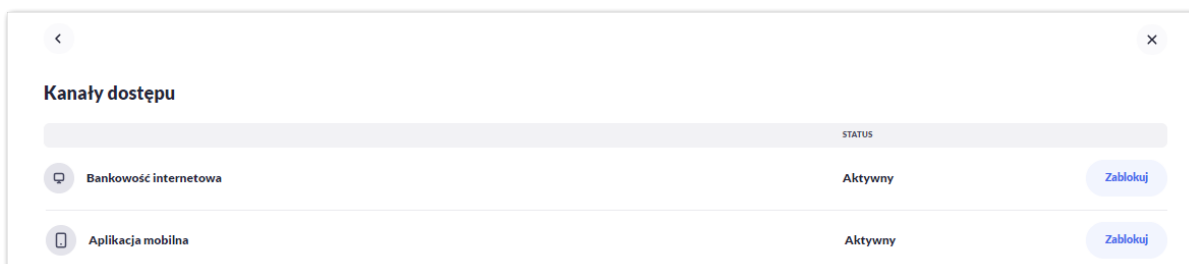 Kanały dostępu
STATUS
Bankowość internetowa Aktywny Zablokuj
Aplikacja mobilna Aktywny Zablokuj